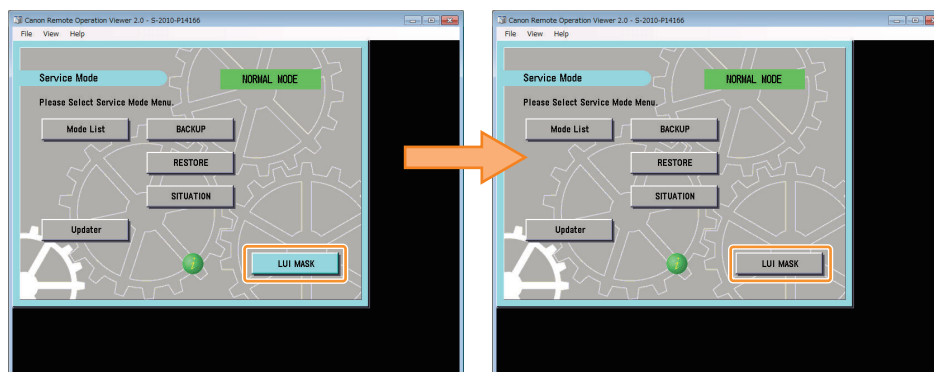 Canon Remote Operation Viewer 2.0 - S-2010-P14166
File View Help
Service Mode
NORMAL MODE
Please Select Service Mode Menu.
Mode List
BACKUP
RESTORE
SITUATION
Updater
i
LUI MASK
Canon Remote Operation Viewer 2.0 - S-2010-P14166
File View Help
Service Mode
NORMAL MODE
Please Select Service Mode Menu.
Mode List
BACKUP
RESTORE
SITUATION
Updater
i
LUI MASK